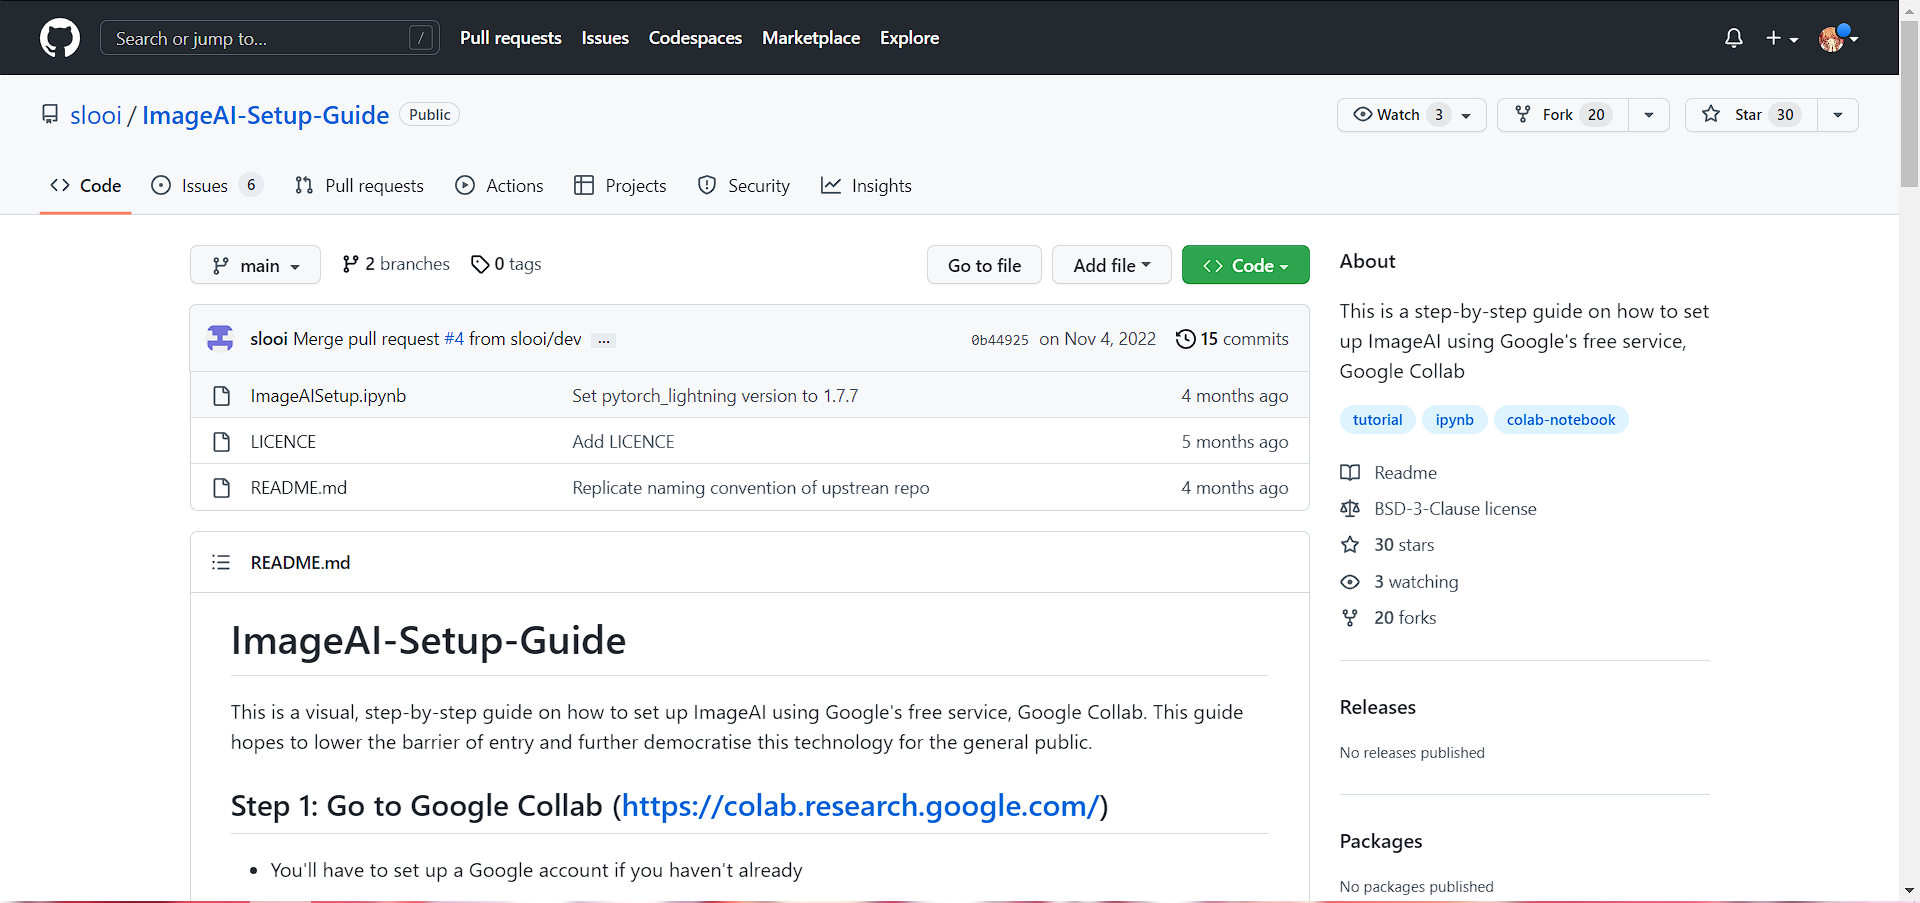 Search or jump to... /
Pull requests Issues Codespaces Marketplace Explore
slooi / ImageAI-Setup-Guide Public
Watch 3 Fork 20 Star 30
Code Issues 6 Pull requests Actions Projects Security Insights
main 2 branches 0 tags Go to file Add file Code
slooi Merge pull request #4 from slooi/dev ... 0b44925 on Nov 4, 2022 15 commits
ImageAISetup.ipynb Set pytorch_lightning version to 1.7.7 4 months ago
LICENCE Add LICENCE 5 months ago
README.md Replicate naming convention of upstrean repo 4 months ago
README.md
ImageAI-Setup-Guide
This is a visual, step-by-step guide on how to set up ImageAI using Google's free service, Google Collab. This guide
hopes to lower the barrier of entry and further democratise this technology for the general public.
Step 1: Go to Google Collab (https://colab.research.google.com/)
• You'll have to set up a Google account if you haven't already
About
This is a step-by-step guide on how to set
up ImageAI using Google's free service,
Google Collab
tutorial ipynb colab-notebook
Readme
BSD-3-Clause license
30 stars
3 watching
20 forks
Releases
No releases published
Packages
No packages published